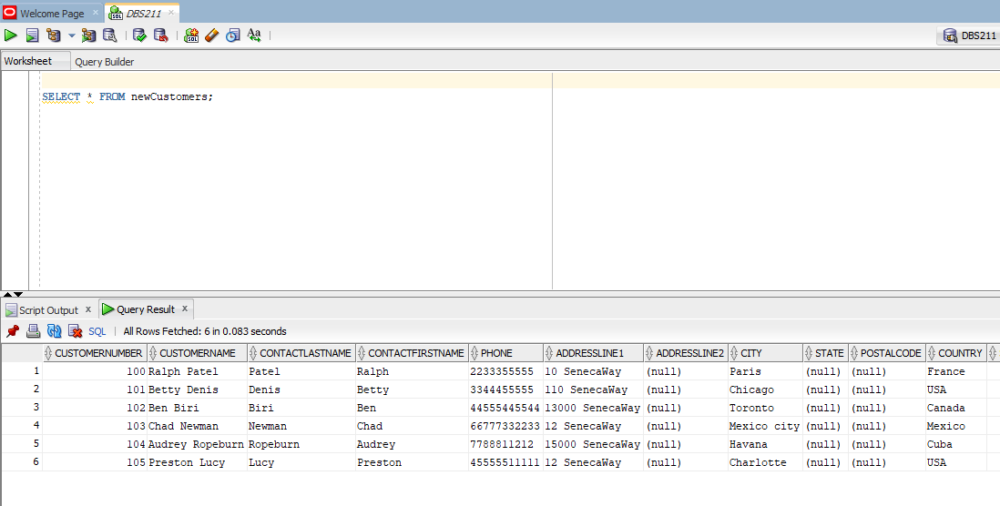 Welcome Page DBS211
DBS211
Worksheet Query Builder
SELECT * FROM newCustomers;
Script Output Query Result
SQL All Rows Fetched: 6 in 0.083 seconds
CUSTOMERNUMBER CUSTOMERNAME CONTACTLASTNAME CONTACTFIRSTNAME PHONE ADDRESSLINE1 ADDRESSLINE2 CITY STATE POSTALCODE COUNTRY
1 100 Ralph Patel Patel Ralph 2233355555 10 SenecaWay (null) Paris (null) (null) France
2 101 Betty Denis Denis Betty 3344455555 110 SenecaWay (null) Chicago (null) (null) USA
3 102 Ben Biri Biri Ben 44555445544 13000 SenecaWay (null) Toronto (null) (null) Canada
4 103 Chad Newman Newman Chad 66777332233 12 SenecaWay (null) Mexico city (null) (null) Mexico
5 104 Audrey Ropeburn Ropeburn Audrey 7788811212 15000 SenecaWay (null) Havana (null) (null) Cuba
6 105 Preston Lucy Lucy Preston 45555511111 12 SenecaWay (null) Charlotte (null) (null) USA